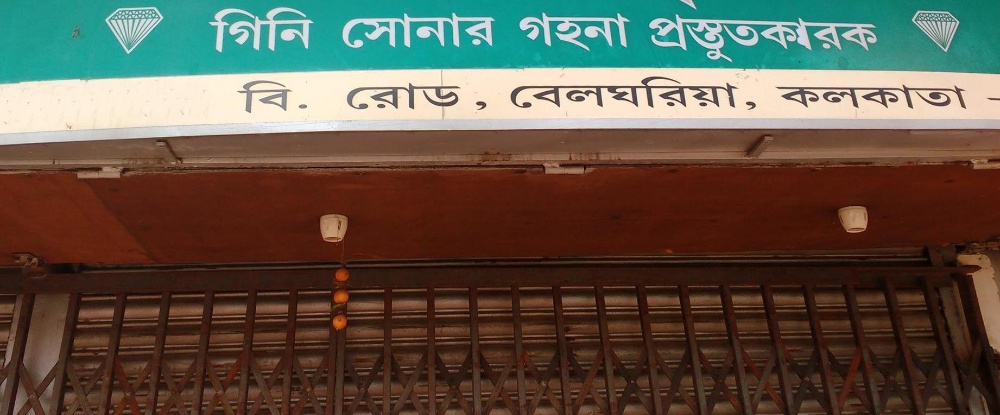 গিনি সোনার গহনা প্রস্তুতকারক
বি. রোড, বেলঘরিয়া, কলকাতা -